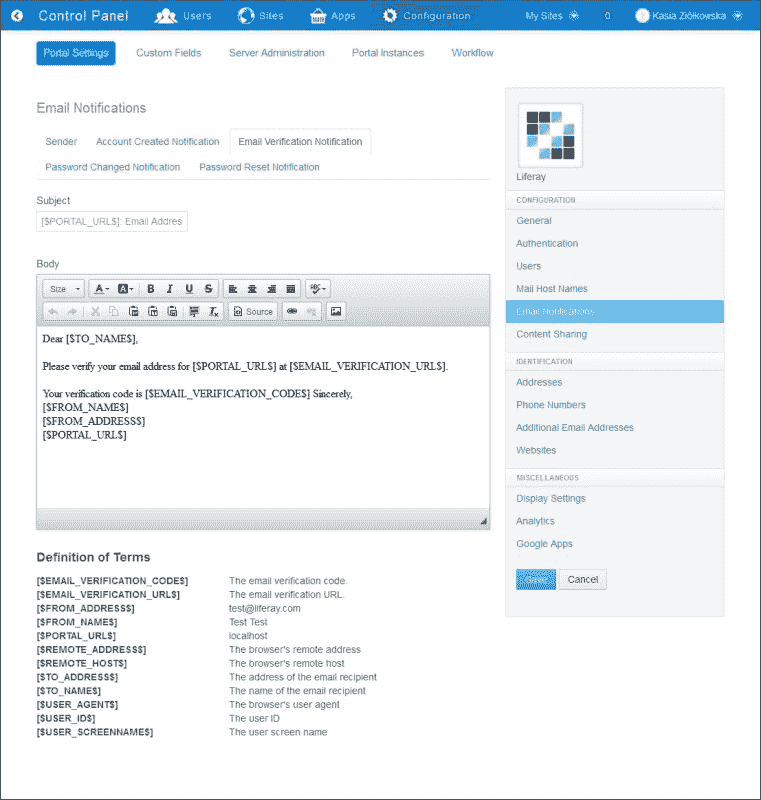 Control Panel Users Sites Apps Configuration My Sites 0 Kasia Ziółkowska
Portal Settings Custom Fields Server Administration Portal Instances Workflow
Email Notifications
Sender Account Created Notification Email Verification Notification
Password Changed Notification Password Reset Notification
Subject
[$PORTAL_URL$]: Email Addres
Body
Size A A B I U S ABC
Source
Dear [$TO_NAME$],
Please verify your email address for [$PORTAL_URL$] at [$EMAIL_VERIFICATION_URL$].
Your verification code is [$EMAIL_VERIFICATION_CODE$] Sincerely,
[$FROM_NAME$]
[$FROM_ADDRESS$]
[$PORTAL_URL$]
Definition of Terms
[$EMAIL_VERIFICATION_CODE$] The email verification code.
[$EMAIL_VERIFICATION_URL$] The email verification URL.
[$FROM_ADDRESS$] test@liferay.com
[$FROM_NAME$] Test Test
[$PORTAL_URL$] localhost
[$REMOTE_ADDRESS$] The browser's remote address
[$REMOTE_HOST$] The browser's remote host
[$TO_ADDRESS$] The address of the email recipient
[$TO_NAME$] The name of the email recipient
[$USER_AGENT$] The browser's user agent
[$USER_ID$] The user ID
[$USER_SCREENNAME$] The user screen name
Liferay
CONFIGURATION
General
Authentication
Users
Mail Host Names
Email Notifications
Content Sharing
IDENTIFICATION
Addresses
Phone Numbers
Additional Email Addresses
Websites
MISCELLANEOUS
Display Settings
Analytics
Google Apps
Save Cancel